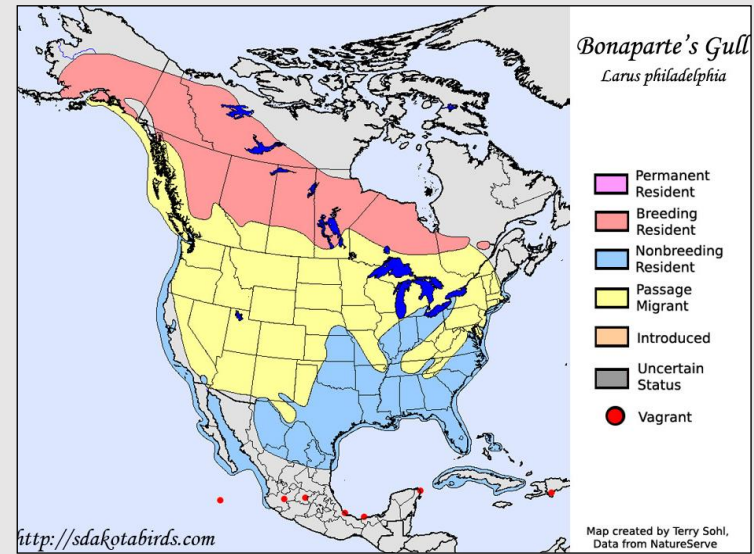 Bonaparte's Gull
Larus philadelphia
Permanent
Resident
Breeding
Resident
Nonbreeding
Resident
Passage
Migrant
Introduced
Uncertain
Status
Vagrant
Map created by Terry Sohl,
Data from NatureServe
http://sdakotabirds.com